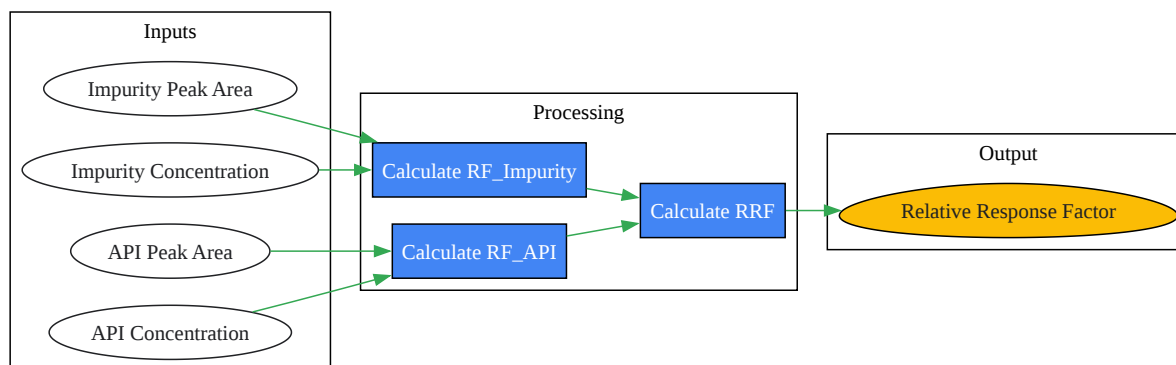 Inputs
Impurity Peak Area
Impurity Concentration
API Peak Area
API Concentration
Processing
Calculate RF_Impurity
Calculate RF_API
Calculate RRF
Output
Relative Response Factor